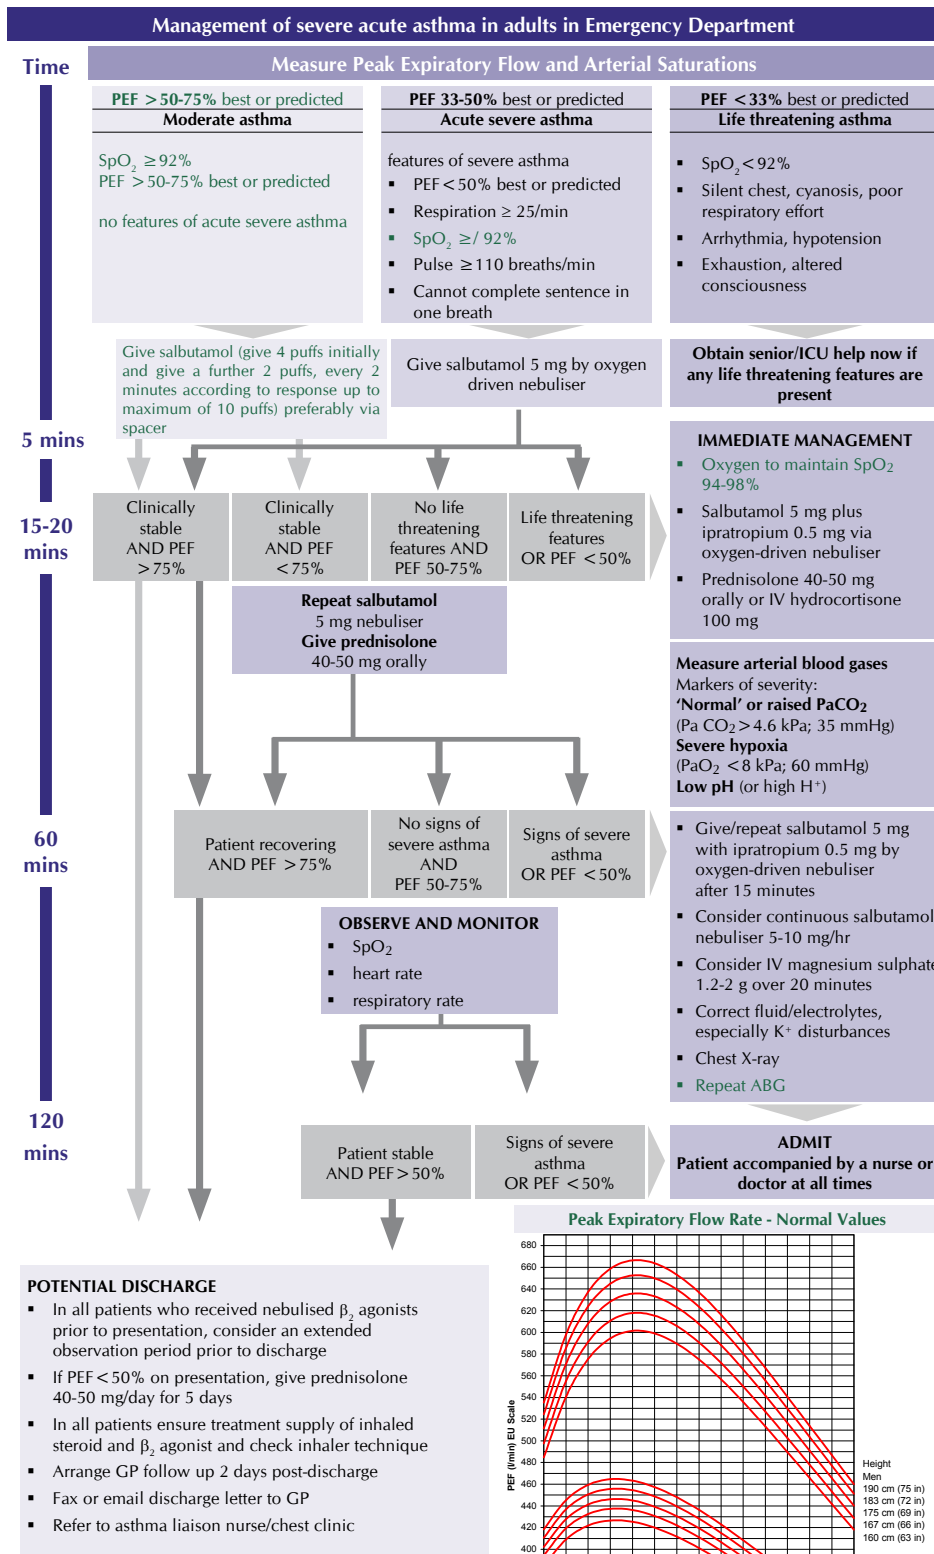 Management of severe acute asthma in adults in Emergency Department
Time
Measure Peak Expiratory Flow and Arterial Saturations
PEF >50-75% best or predicted
Moderate asthma
SpO2 ≥92%
PEF >50-75% best or predicted
no features of acute severe asthma
PEF 33-50% best or predicted
Acute severe asthma
features of severe asthma
▪ PEF<50% best or predicted
▪ Respiration ≥ 25/min
▪ SpO2 ≥/ 92%
▪ Pulse ≥110 breaths/min
▪ Cannot complete sentence in
one breath
PEF <33% best or predicted
Life threatening asthma
▪ SpO2<92%
▪ Silent chest, cyanosis, poor
respiratory effort
▪ Arrhythmia, hypotension
▪ Exhaustion, altered
consciousness
Give salbutamol (give 4 puffs initially
and give a further 2 puffs, every 2
minutes according to response up to
maximum of 10 puffs) preferably via
spacer
Give salbutamol 5 mg by oxygen
driven nebuliser
Obtain senior/ICU help now if
any life threatening features are
present
5 mins
IMMEDIATE MANAGEMENT
▪ Oxygen to maintain SpO2
94-98%
▪ Salbutamol 5 mg plus
ipratropium 0.5 mg via
oxygen-driven nebuliser
▪ Prednisolone 40-50 mg
orally or IV hydrocortisone
100 mg
15-20
mins
Clinically
stable
AND PEF
>75%
Clinically
stable
AND PEF
<75%
No life
threatening
features AND
PEF 50-75%
Life threatening
features
OR PEF <50%
Repeat salbutamol
5 mg nebuliser
Give prednisolone
40-50 mg orally
Measure arterial blood gases
Markers of severity:
‘Normal’ or raised PaCO2
(Pa CO2>4.6 kPa; 35 mmHg)
Severe hypoxia
(PaO2 <8 kPa; 60 mmHg)
Low pH (or high H+)
60
mins
Patient recovering
AND PEF >75%
No signs of
severe asthma
AND
PEF 50-75%
Signs of severe
asthma
OR PEF <50%
▪ Give/repeat salbutamol 5 mg
with ipratropium 0.5 mg by
oxygen-driven nebuliser
after 15 minutes
▪ Consider continuous salbutamol
nebuliser 5-10 mg/hr
▪ Consider IV magnesium sulphate
1.2-2 g over 20 minutes
▪ Correct fluid/electrolytes,
especially K+ disturbances
▪ Chest X-ray
▪ Repeat ABG
OBSERVE AND MONITOR
▪ SpO2
▪ heart rate
▪ respiratory rate
120
mins
Patient stable
AND PEF>50%
Signs of severe
asthma
OR PEF <50%
ADMIT
Patient accompanied by a nurse or
doctor at all times
POTENTIAL DISCHARGE
▪ In all patients who received nebulised β2 agonists
prior to presentation, consider an extended
observation period prior to discharge
▪ If PEF<50% on presentation, give prednisolone
40-50 mg/day for 5 days
▪ In all patients ensure treatment supply of inhaled
steroid and β2 agonist and check inhaler technique
▪ Arrange GP follow up 2 days post-discharge
▪ Fax or email discharge letter to GP
▪ Refer to asthma liaison nurse/chest clinic
Peak Expiratory Flow Rate - Normal Values
PEF (l/min) EU Scale
680
660
640
620
600
580
560
540
520
500
480
460
440
420
400
Height
Men
190 cm (75 in)
183 cm (72 in)
175 cm (69 in)
167 cm (66 in)
160 cm (63 in)